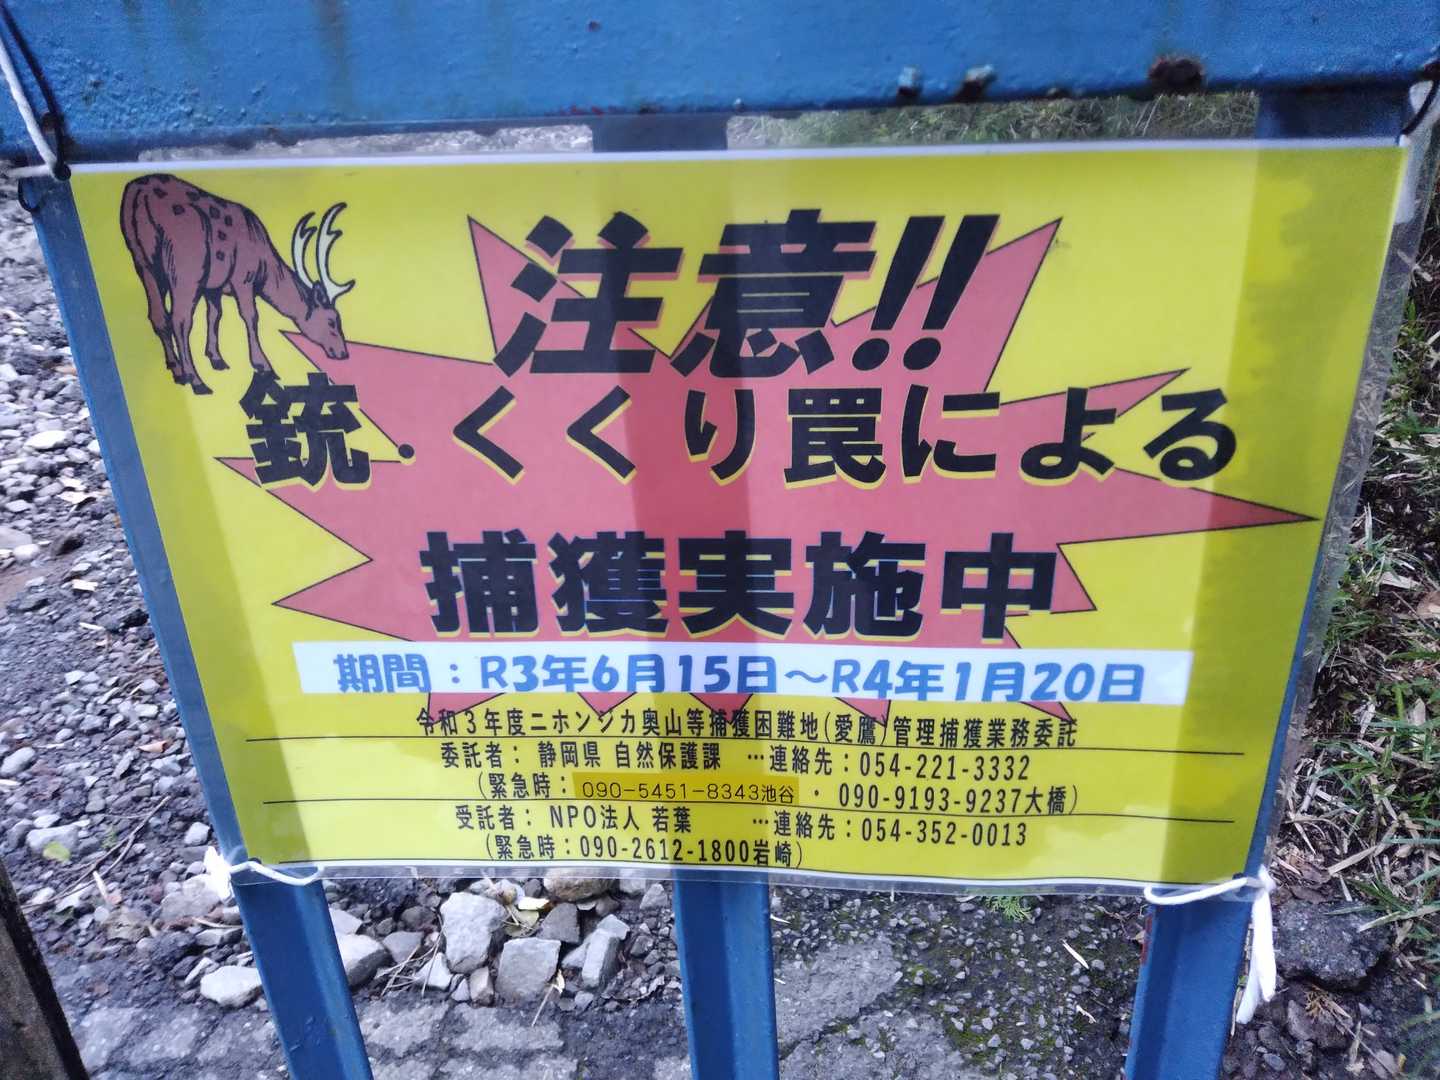 注意!!
銃・くくり罠による
捕獲実施中
期間：R3年6月15日～R4年1月20日
令和３年度ニホンジカ奥山等捕獲困難地(愛鷹)管理捕獲業務委託
委託者： 静岡県 自然保護課 …連絡先：054-221-3332
(緊急時：090-5451-8343池谷 ・ 090-9193-9237大橋)
受託者： NPO法人 若葉 …連絡先：054-352-0013
(緊急時：090-2612-1800岩崎)